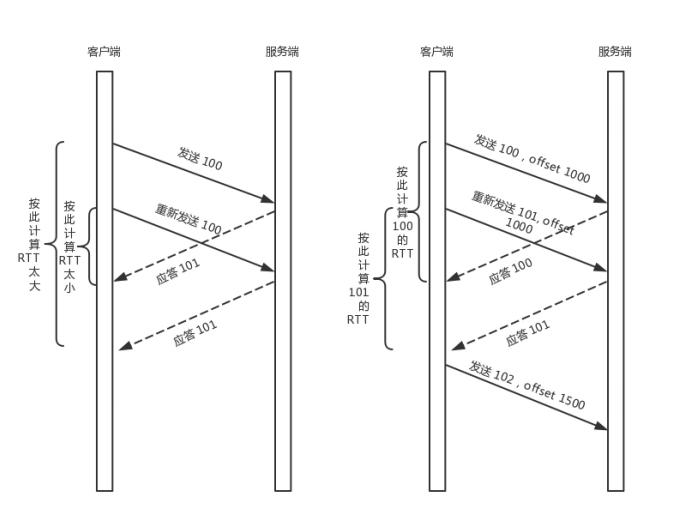 客户端
服务端
发送 100
重新发送 100
应答 101
应答 101
按此计算RTT太大
按此计算RTT太小
客户端
服务端
发送 100，offset 1000
重新发送 101, offset
1000
应答 100
应答 101
发送 102，offset 1500
按此计算100的RTT
按此计算101的RTT